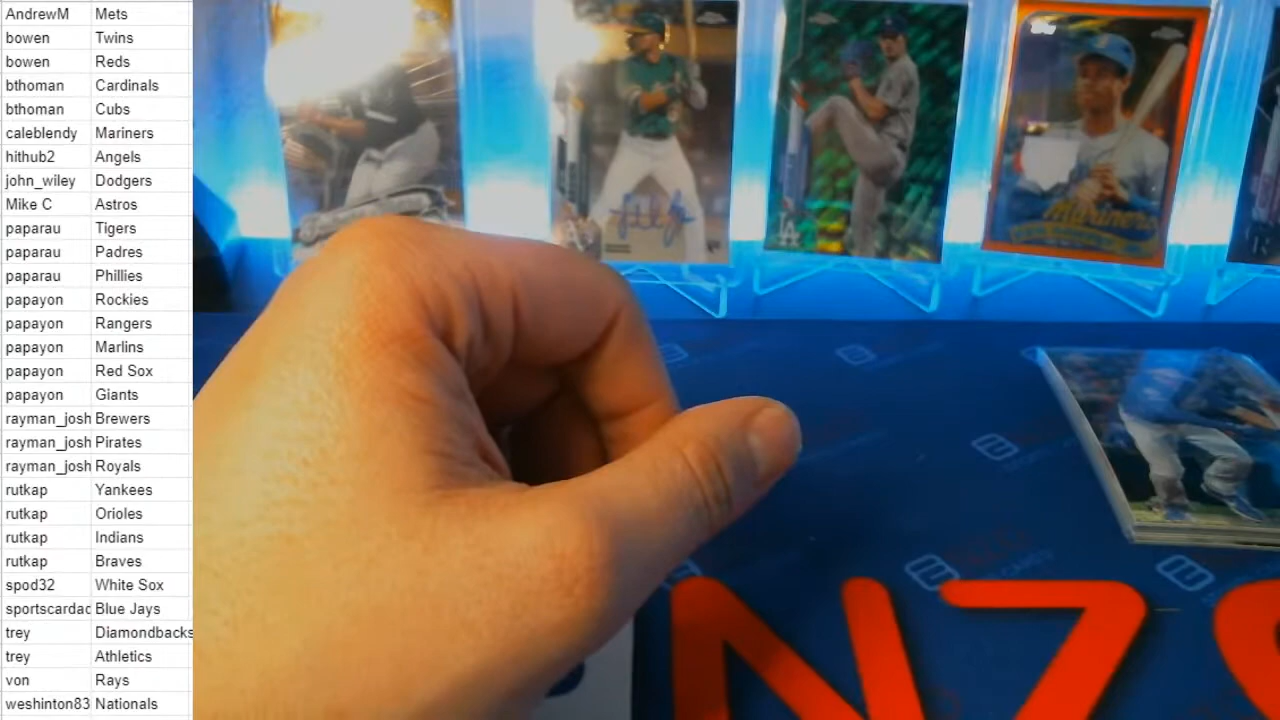 AndrewM Mets
bowen Twins
bowen Reds
bthoman Cardinals
bthoman Cubs
caleblendy Mariners
hithub2 Angels
john_wiley Dodgers
Mike C Astros
paparau Tigers
paparau Padres
paparau Phillies
papayon Rockies
papayon Rangers
papayon Marlins
papayon Red Sox
papayon Giants
rayman_josh Brewers
rayman_josh Pirates
rayman_josh Royals
rutkap Yankees
rutkap Orioles
rutkap Indians
rutkap Braves
spod32 White Sox
sportscardac Blue Jays
trey Diamondbacks
trey Athletics
von Rays
weshinton83 Nationals
LA
Mariners
NZS